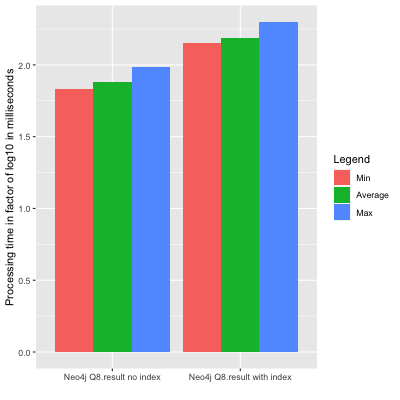 Processing time in factor of log10 in milliseconds
2.0
1.5
1.0
0.5
0.0
Neo4j Q8.result no index
Neo4j Q8.result with index
Legend
Min
Average
Max